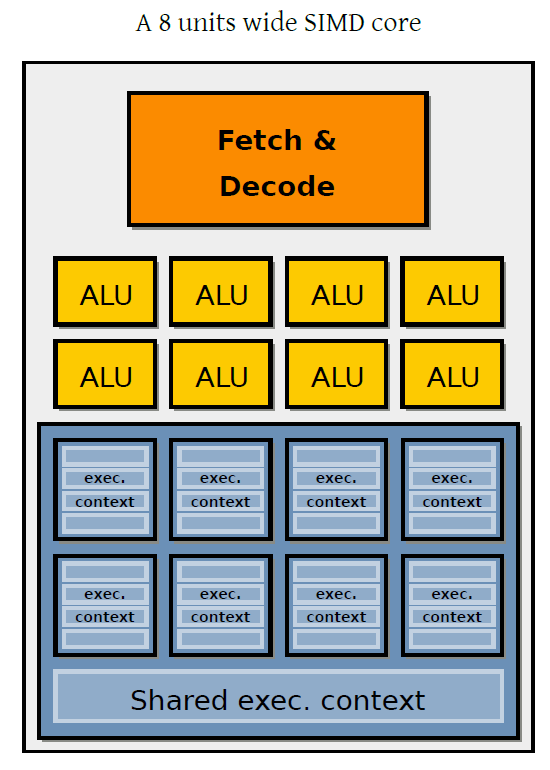 A 8 units wide SIMD core
Fetch &
Decode
ALU ALU ALU ALU
ALU ALU ALU ALU
exec. exec. exec. exec.
context context context context
exec. exec. exec. exec.
context context context context
Shared exec. context